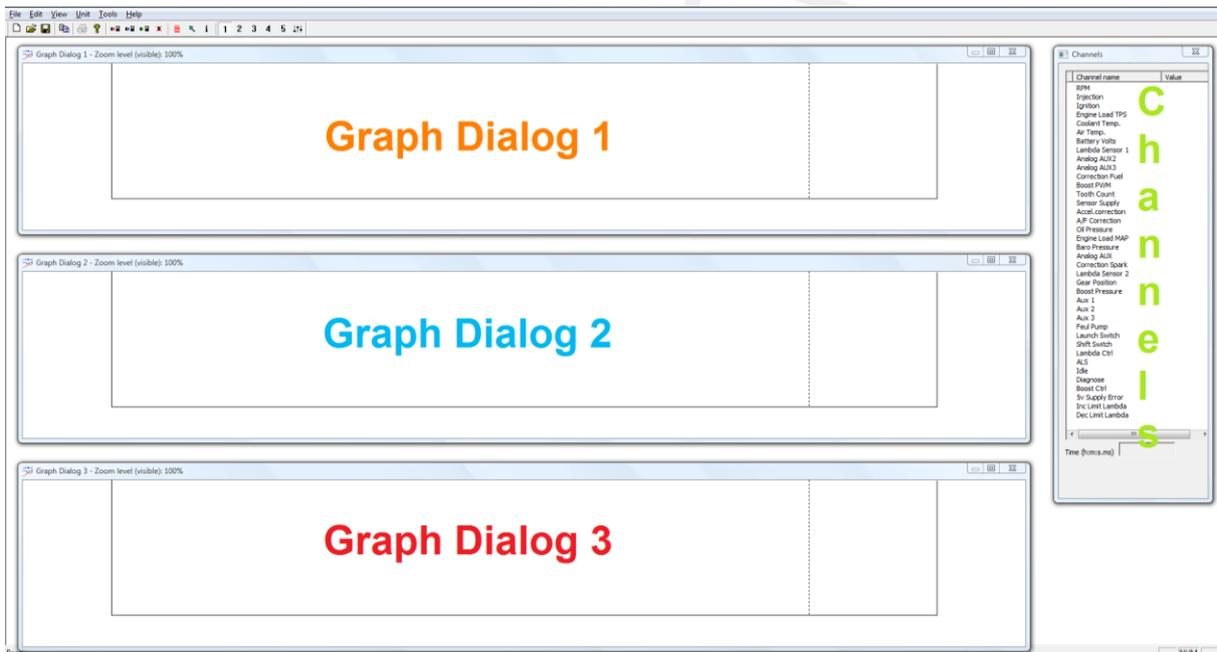 File Edit View Unit Tools Help
1 2 3 4 5
Graph Dialog 1 - Zoom level (visible): 100%
Graph Dialog 1
Graph Dialog 2 - Zoom level (visible): 100%
Graph Dialog 2
Graph Dialog 3 - Zoom level (visible): 100%
Graph Dialog 3
Channels
Channel name Value
RPM
Injection
Ignition
Engine Load TPS
Coolant Temp.
Air Temp.
Battery Volts
Lambda Sensor 1
Analog AUX2
Analog AUX3
Correction Fuel
Boost PWM
Tooth Count
Sensor Supply
Accel.correction
A/F Correction
Oil Pressure
Engine Load MAP
Baro Pressure
Analog AUX
Correction Spark
Lambda Sensor 2
Gear Position
Boost Pressure
Aux 1
Aux 2
Aux 3
Feul Pump
Launch Switch
Shift Switch
Lambda Ctrl
ALS
Idle
Diagnose
Boost Ctrl
5v Supply Error
Inc Limit Lambda
Dec Limit Lambda
Time (h:m:s.ms)
Channels